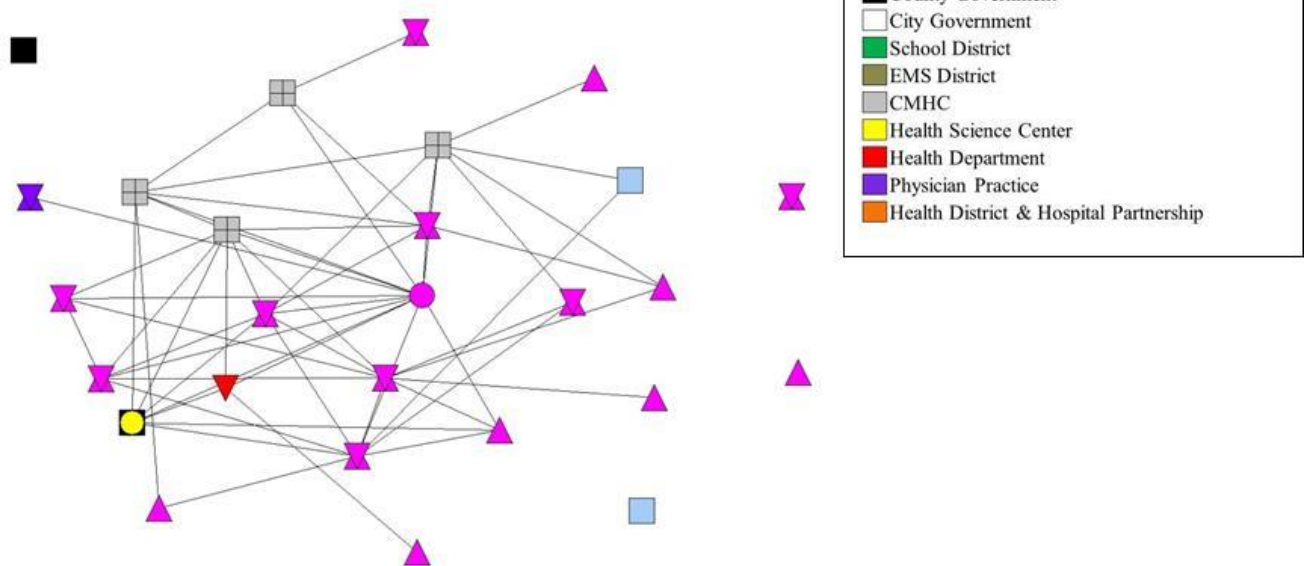 City Government
School District
EMS District
CMHC
Health Science Center
Health Department
Physician Practice
Health District & Hospital Partnership